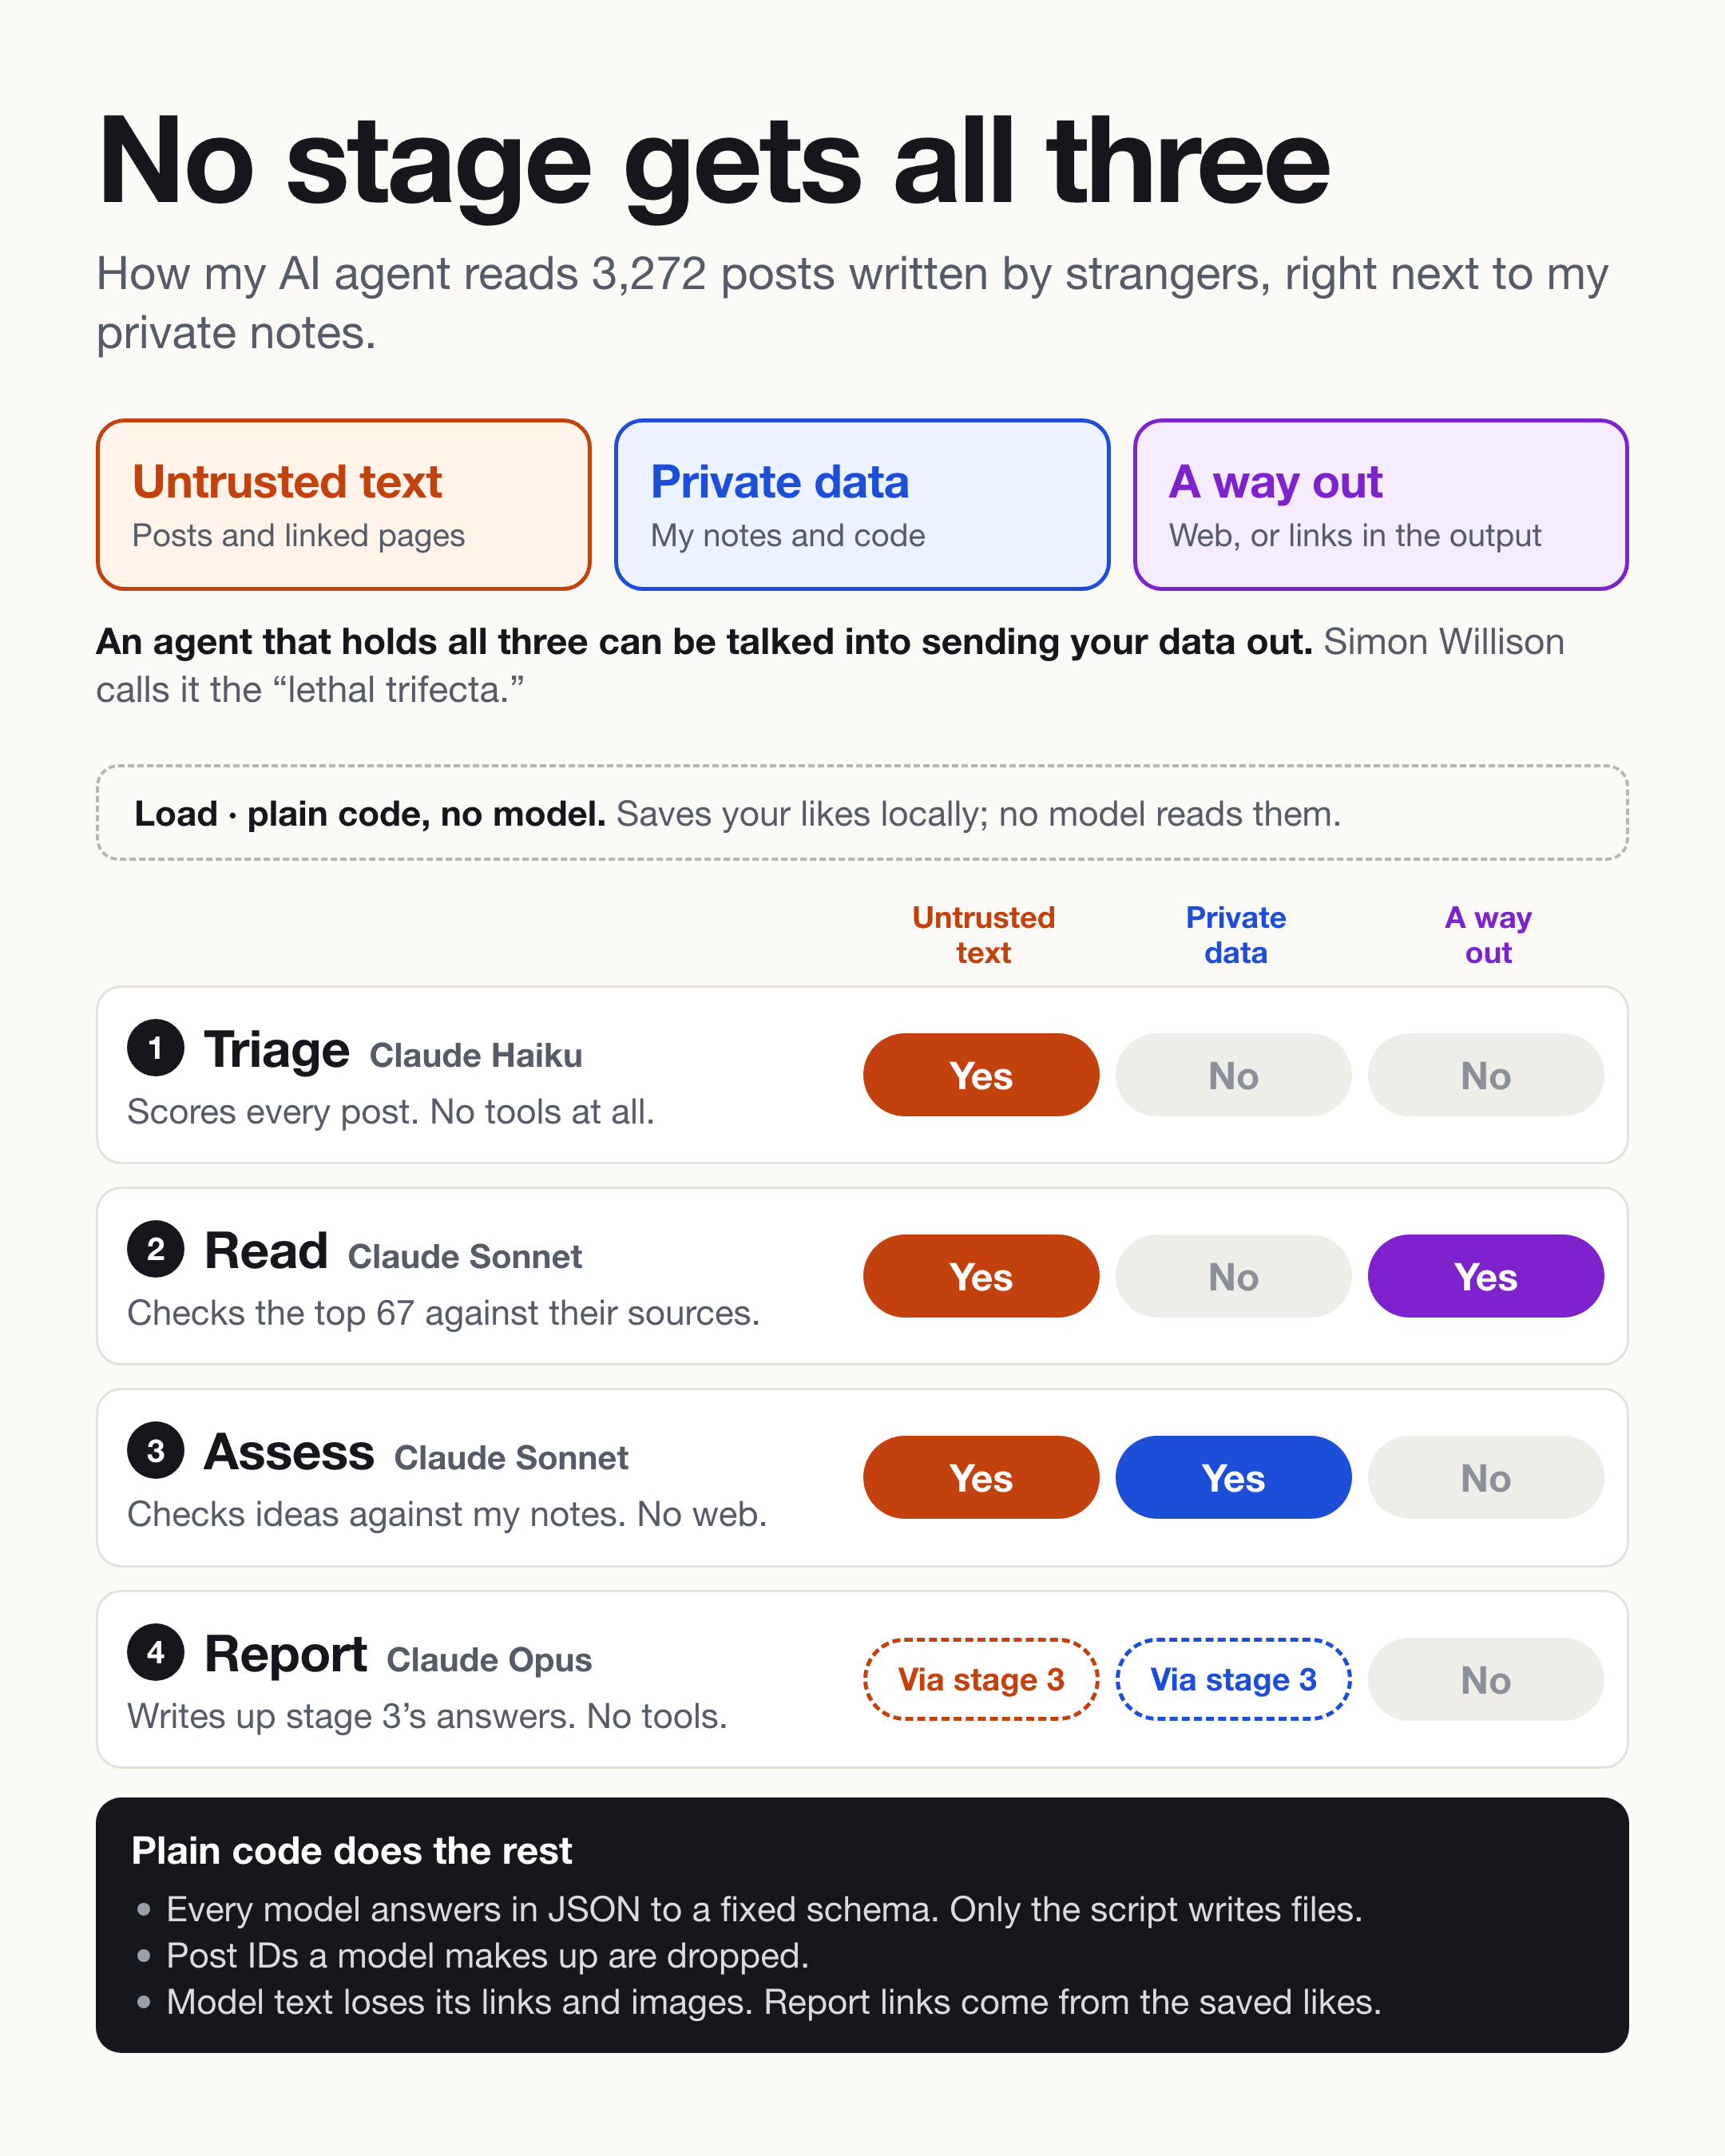 No stage gets all three
How my AI agent reads 3,272 posts written by strangers, right next to my
private notes.
Untrusted text
Posts and linked pages
Private data
My notes and code
A way out
Web, or links in the output
An agent that holds all three can be talked into sending your data out. Simon Willison
calls it the “lethal trifecta.”
Load · plain code, no model. Saves your likes locally; no model reads them.
Untrusted
text
Private
data
A way
out
1 Triage Claude Haiku
Scores every post. No tools at all.
Yes
No
No
2 Read Claude Sonnet
Checks the top 67 against their sources.
Yes
No
Yes
3 Assess Claude Sonnet
Checks ideas against my notes. No web.
Yes
Yes
No
4 Report Claude Opus
Writes up stage 3’s answers. No tools.
Via stage 3
Via stage 3
No
Plain code does the rest
• Every model answers in JSON to a fixed schema. Only the script writes files.
• Post IDs a model makes up are dropped.
• Model text loses its links and images. Report links come from the saved likes.